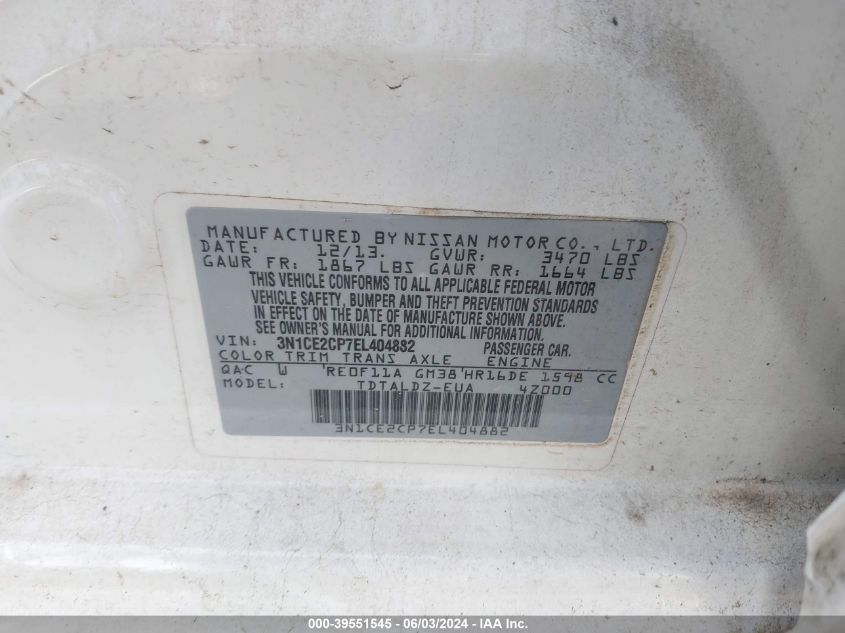 MANUFACTURED BY NISSAN MOTOR CO., LTD.
DATE: 12/13. GVWR: 3470 LBS
GAWR FR: 1867 LBS GAWR RR: 1664 LBS
THIS VEHICLE CONFORMS TO ALL APPLICABLE FEDERAL MOTOR
VEHICLE SAFETY, BUMPER AND THEFT PREVENTION STANDARDS
IN EFFECT ON THE DATE OF MANUFACTURE SHOWN ABOVE.
SEE OWNER'S MANUAL FOR ADDITIONAL INFORMATION.
VIN: 3N1CE2CP7EL404882 PASSENGER CAR.
COLOR TRIM TRANS AXLE ENGINE
QAC W RE0F11A GM38 HR16DE 1598 CC
MODEL: TDTALDZ-EUA 4Z000
3N1CE2CP7EL404882
000-39551545 - 06/03/2024 - IMPACT - Stock Inc.